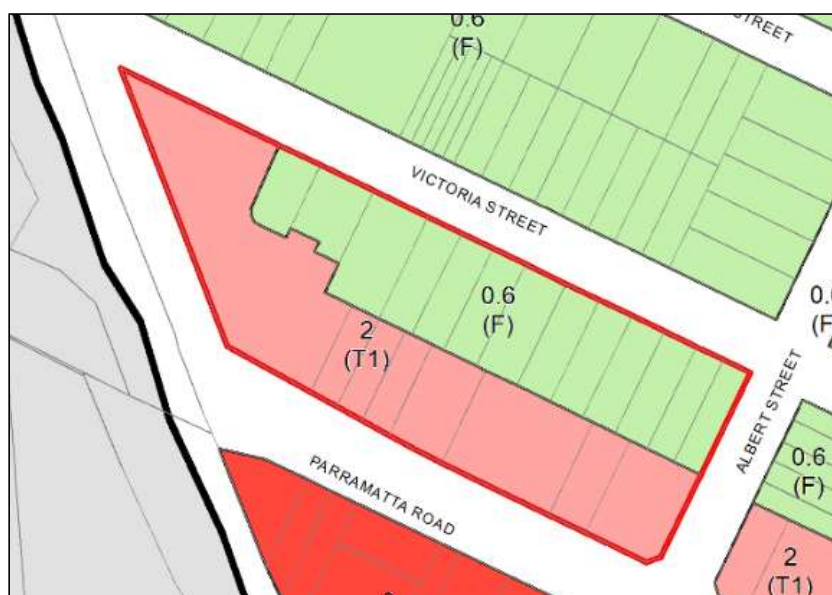 0.6
(F)
STREET
VICTORIA STREET
0.6
(F)
2
(T1)
ALBERT STREET
PARRAMATTA ROAD
0.6
(F)
2
(T1)